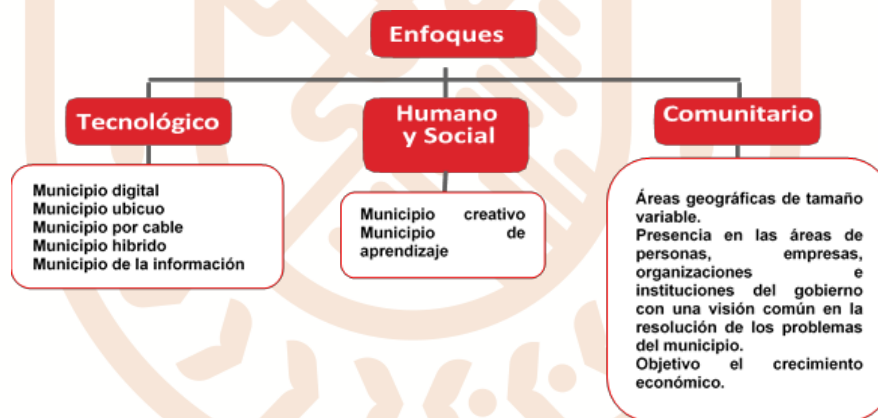 Enfoques
Tecnológico
Municipio digital
Municipio ubicuo
Municipio por cable
Municipio hibrido
Municipio de la información
Humano
y Social
Municipio creativo
Municipio de
aprendizaje
Comunitario
Áreas geográficas de tamaño
variable.
Presencia en las áreas de
personas, empresas,
organizaciones e
instituciones del gobierno
con una visión común en la
resolución de los problemas
del municipio.
Objetivo el crecimiento
económico.